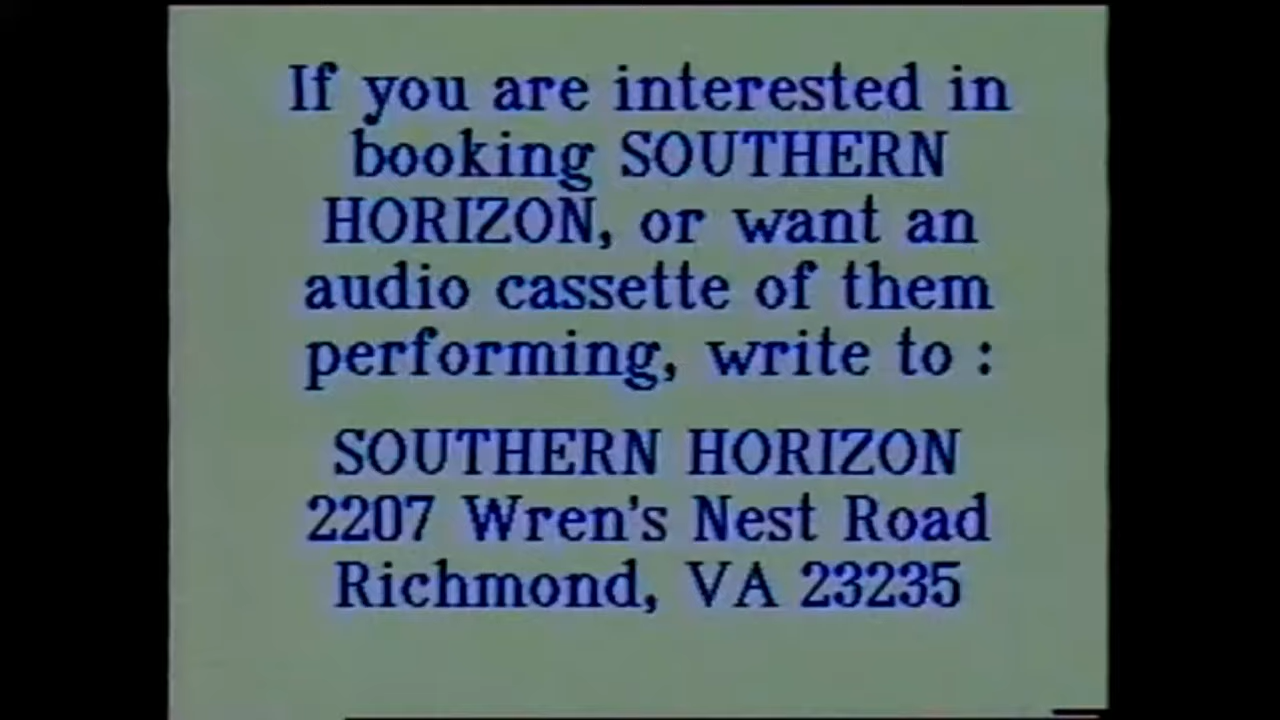 If you are interested in
booking SOUTHERN
HORIZON, or want an
audio cassette of them
performing, write to :
SOUTHERN HORIZON
2207 Wren's Nest Road
Richmond, VA 23235